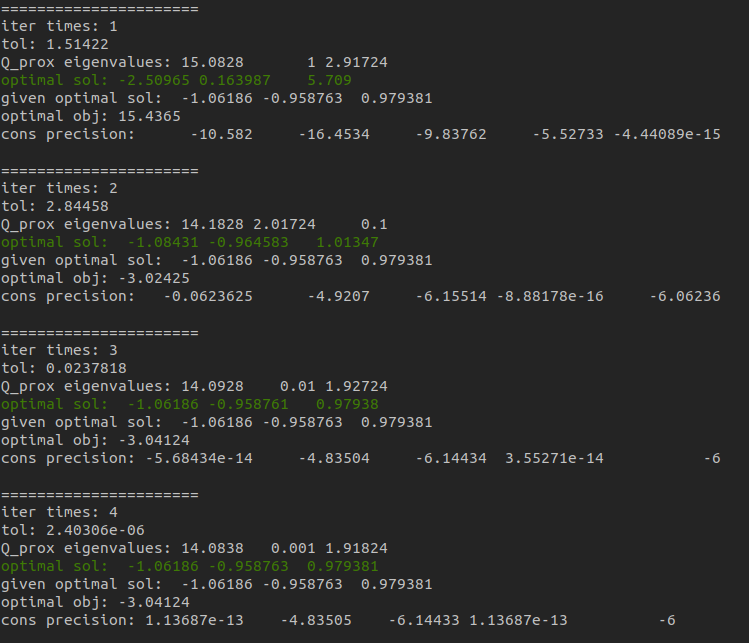 ======================
iter times: 1
tol: 1.51422
Q_prox eigenvalues: 15.0828       1 2.91724
optimal sol: -2.50965 0.163987    5.709
given optimal sol:  -1.06186 -0.958763  0.979381
optimal obj: 15.4365
cons precision:      -10.582     -16.4534     -9.83762     -5.52733 -4.44089e-15
======================
iter times: 2
tol: 2.84458
Q_prox eigenvalues: 14.1828 2.01724     0.1
optimal sol:  -1.08431 -0.964583   1.01347
given optimal sol:  -1.06186 -0.958763  0.979381
optimal obj: -3.02425
cons precision:   -0.0623625      -4.9207     -6.15514 -8.88178e-16     -6.06236
======================
iter times: 3
tol: 0.0237818
Q_prox eigenvalues: 14.0928    0.01 1.92724
optimal sol:  -1.06186 -0.958761   0.97938
given optimal sol:  -1.06186 -0.958763  0.979381
optimal obj: -3.04124
cons precision: -5.68434e-14     -4.83504     -6.14434  3.55271e-14           -6
======================
iter times: 4
tol: 2.40306e-06
Q_prox eigenvalues: 14.0838   0.001 1.91824
optimal sol:  -1.06186 -0.958763  0.979381
given optimal sol:  -1.06186 -0.958763  0.979381
optimal obj: -3.04124
cons precision: 1.13687e-13    -4.83505    -6.14433 1.13687e-13          -6